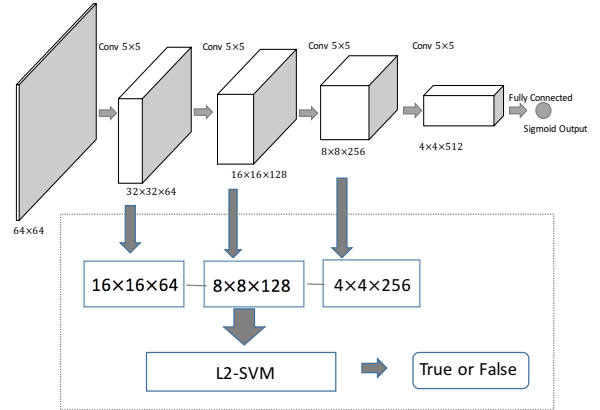 Conv 5×5
Conv 5×5
Conv 5×5
Conv 5×5
Fully Connected
Sigmoid Output
64×64
32×32×64
16×16×128
8×8×256
4×4×512
16×16×64
8×8×128
4×4×256
L2-SVM
True or False